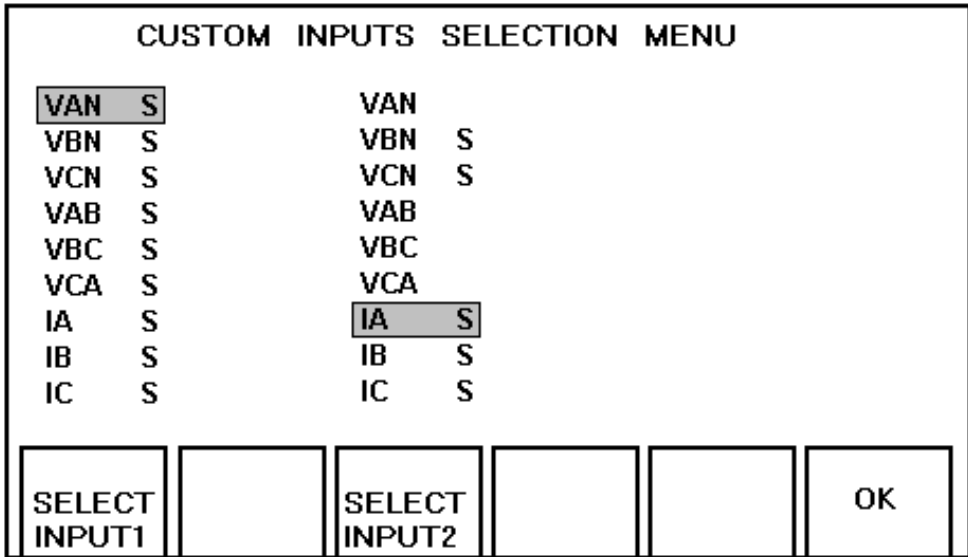 CUSTOM INPUTS SELECTION MENU
VAN S VAN
VBN S VBN S
VCN S VCN S
VAB S VAB
VBC S VBC
VCA S VCA
IA S IA S
IB S IB S
IC S IC S
SELECT INPUT1
SELECT INPUT2
OK